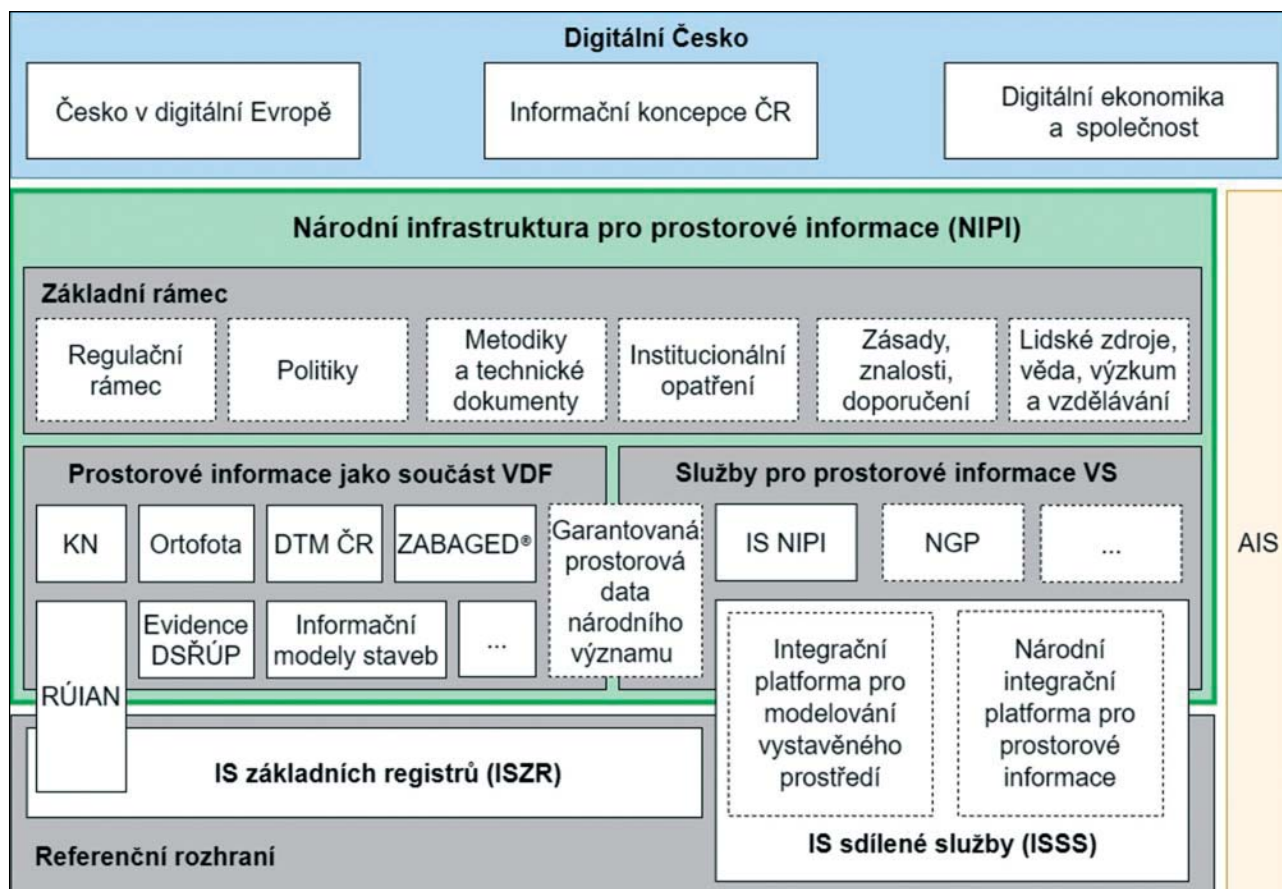 Digitální Česko
Česko v digitální Evropě
Informační koncepce ČR
Digitální ekonomika
a společnost
Národní infrastruktura pro prostorové informace (NIPI)
Základní rámec
Regulační
rámec
Politiky
Metodiky
a technické
dokumenty
Institucionální
opatření
Zásady,
znalosti,
doporučení
Lidské zdroje,
věda, výzkum
a vzdělávání
Prostorové informace jako součást VDF
KN
Ortofota
DTM ČR
ZABAGED®
RÚIAN
Evidence
DSŘÚP
Informační
modely staveb
...
Garantovaná
prostorová
data
národního
významu
Služby pro prostorové informace VS
IS NIPI
NGP
...
Integrační
platforma pro
modelování
vystavěného
prostředí
Národní
integrační
platforma pro
prostorové
informace
IS sdílené služby (ISSS)
IS základních registrů (ISZR)
Referenční rozhraní
AIS